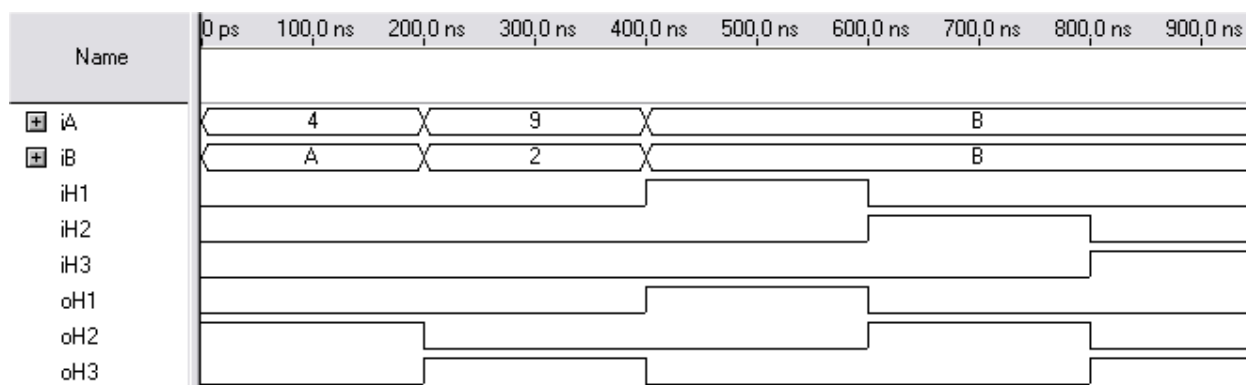 Name
0 ps 100,0 ns 200,0 ns 300,0 ns 400,0 ns 500,0 ns 600,0 ns 700,0 ns 800,0 ns 900,0 ns
iA 4 9 B
iB A 2 B
iH1
iH2
iH3
oH1
oH2
oH3